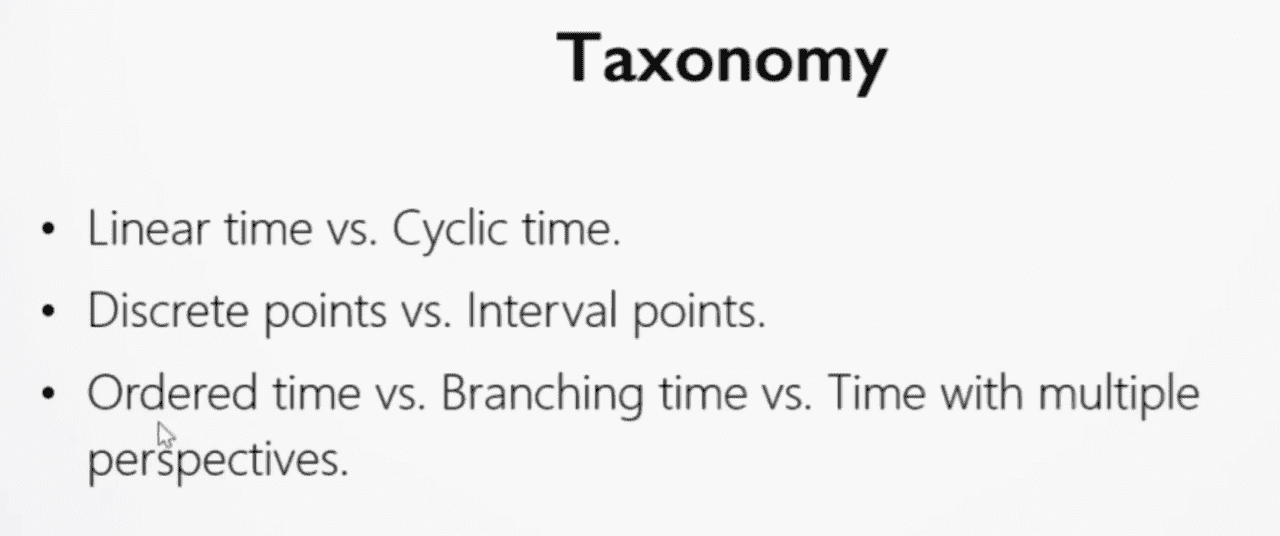 Taxonomy
• Linear time vs. Cyclic time.
• Discrete points vs. Interval points.
• Ordered time vs. Branching time vs. Time with multiple
perspectives.